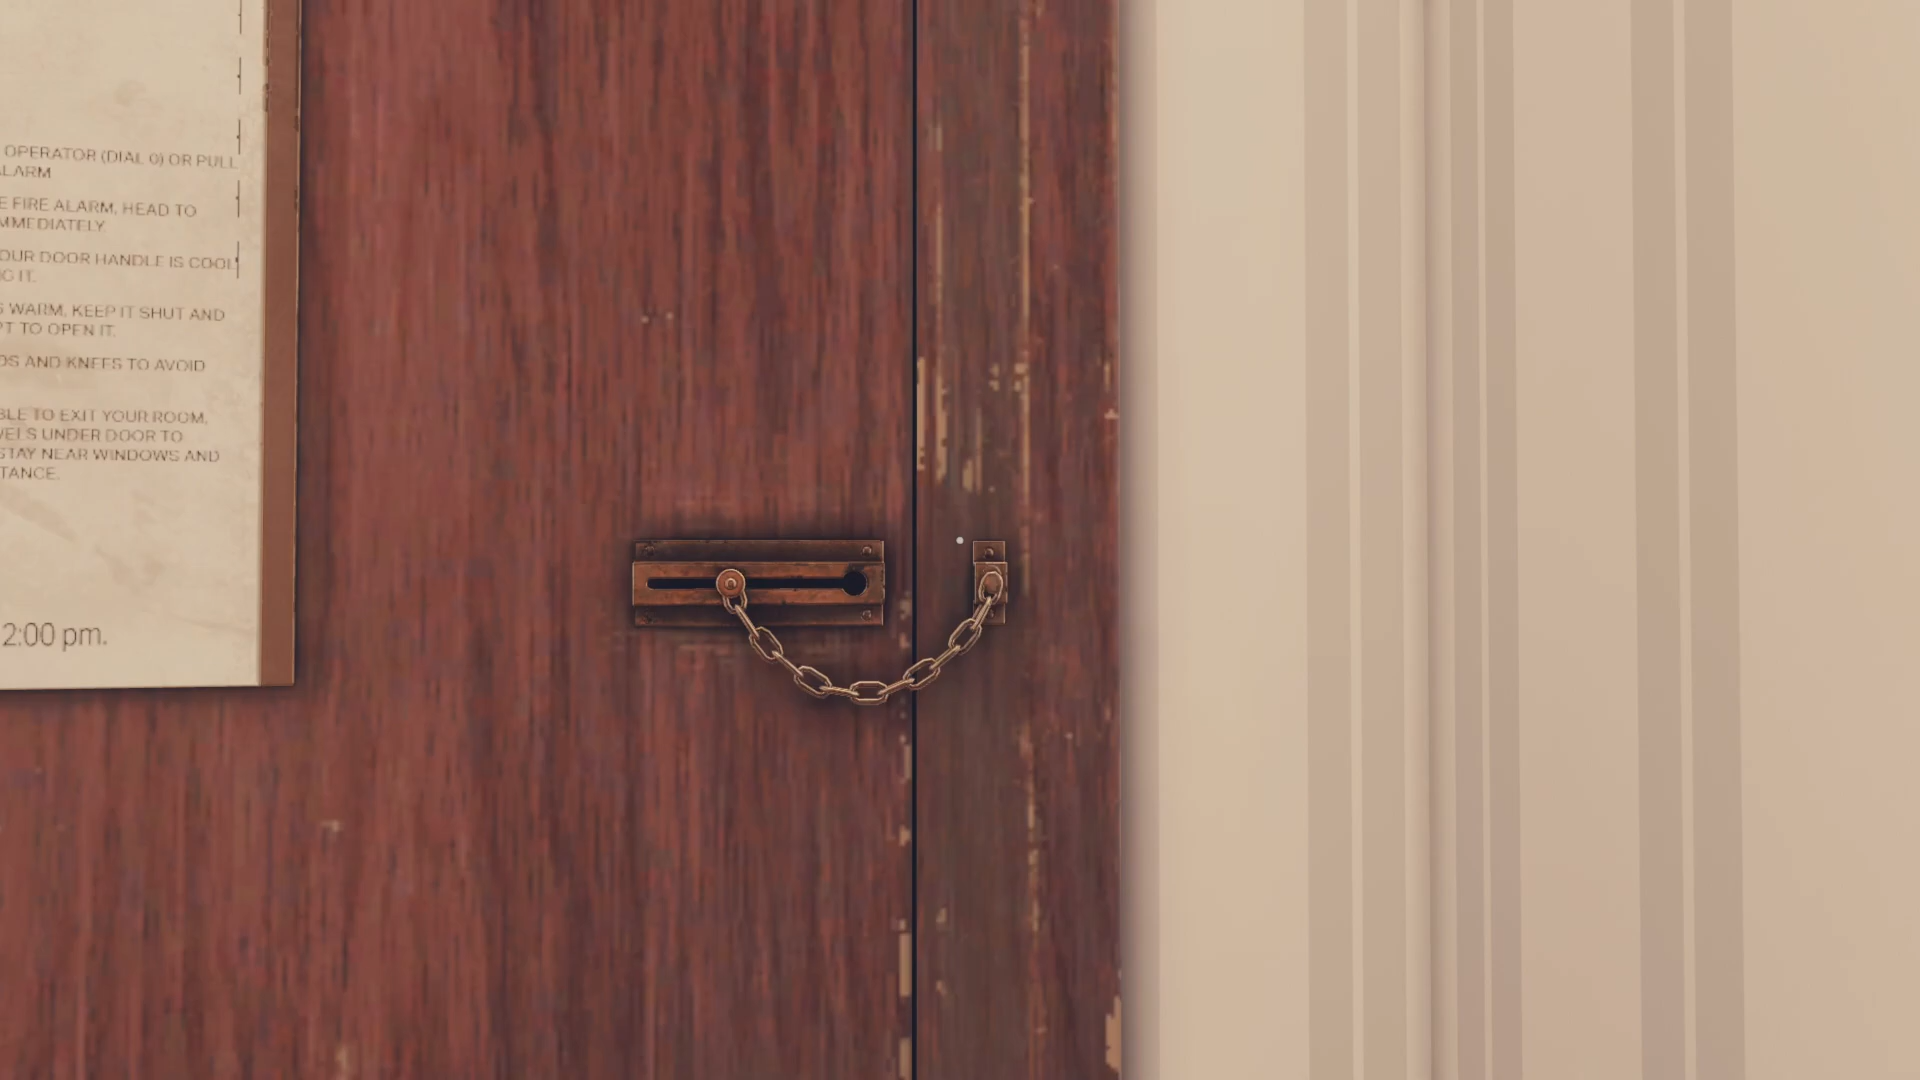 OPERATOR (DIAL 0) OR PULL
ALARM
E FIRE ALARM, HEAD TO
MMEDIATELY
OUR DOOR HANDLE IS COOL
G IT.
S WARM, KEEP IT SHUT AND
PT TO OPEN IT.
DS AND KNEES TO AVOID
BLE TO EXIT YOUR ROOM,
WELS UNDER DOOR TO
STAY NEAR WINDOWS AND
TANCE.
2:00 pm.